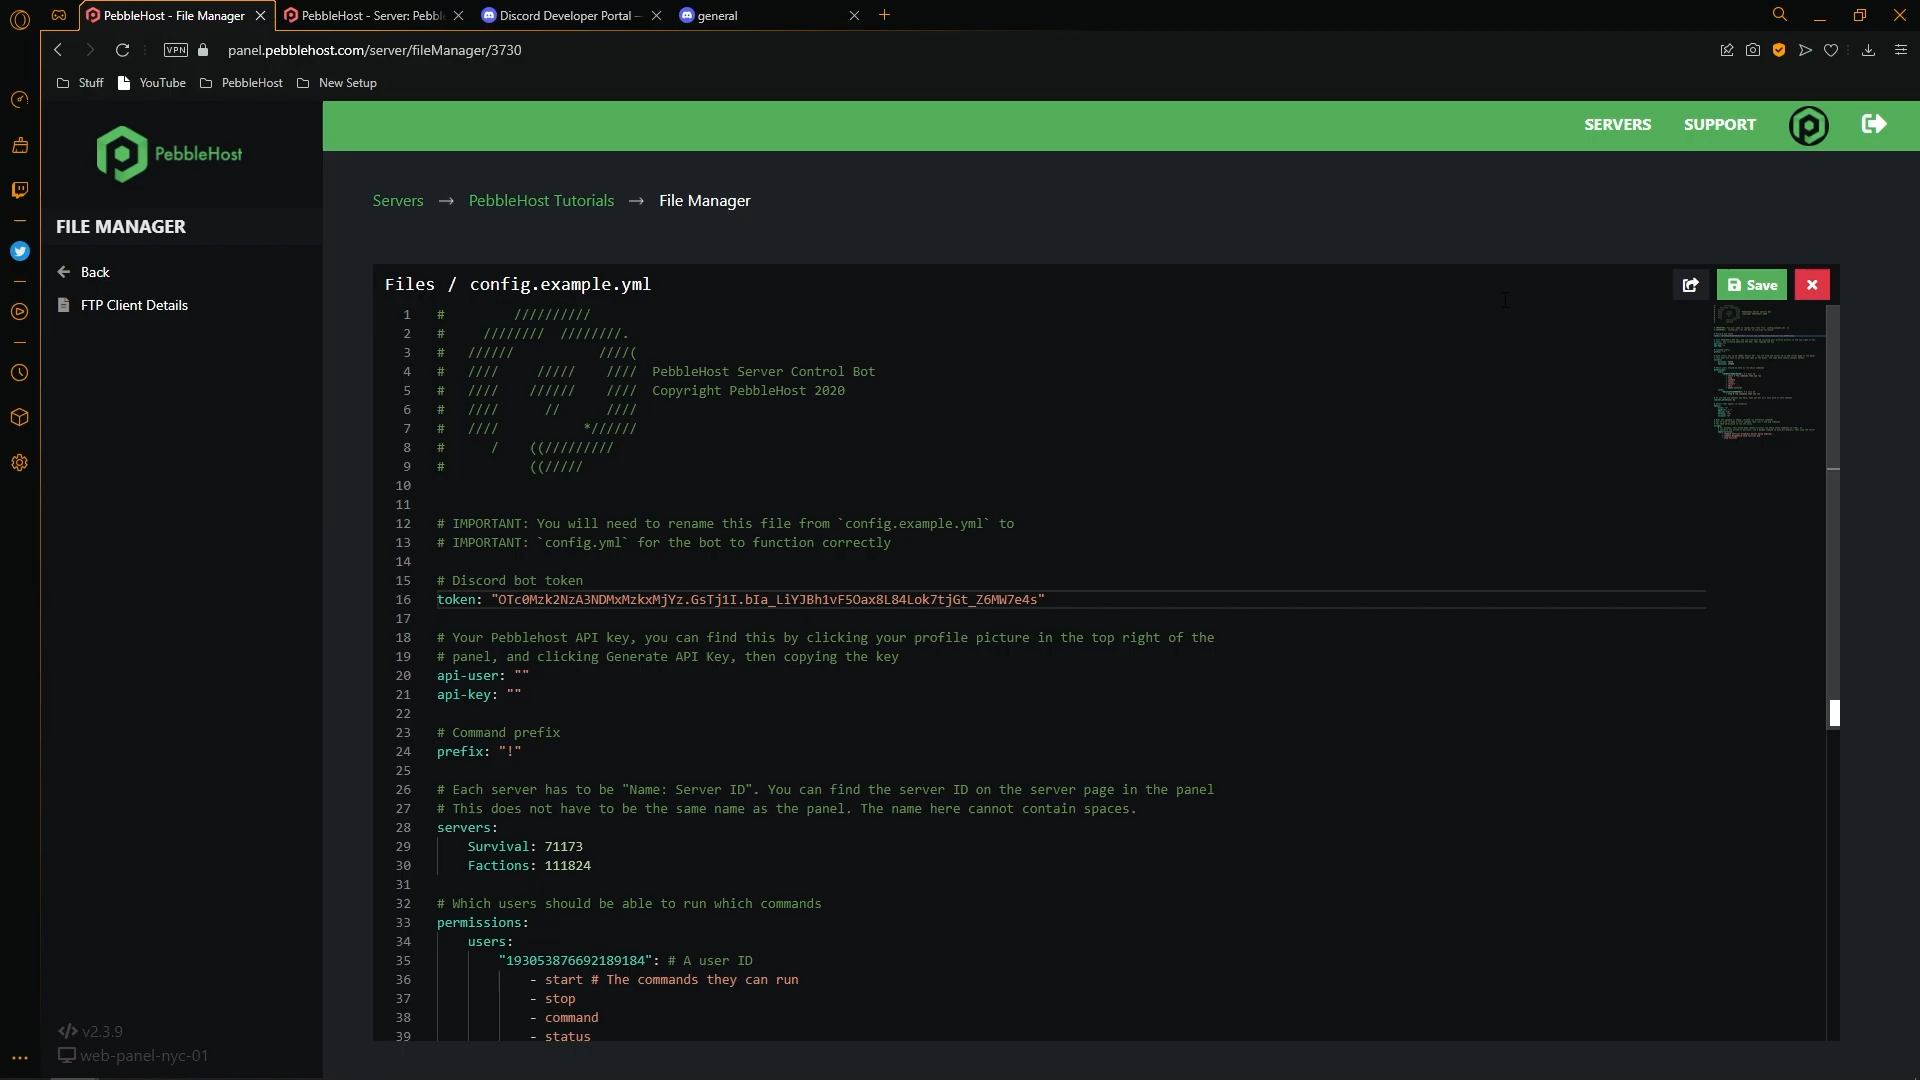 PebbleHost - File Manager
PebbleHost - Server: Pebbl
Discord Developer Portal –
general
VPN
panel.pebblehost.com/server/fileManager/3730
Stuff
YouTube
PebbleHost
New Setup
PebbleHost
SERVERS
SUPPORT
FILE MANAGER
Back
FTP Client Details
Servers → PebbleHost Tutorials → File Manager
Files / config.example.yml
Save
1 # //////////
2 # //////// ////////.
3 # ////// ////(
4 # //// ///// //// PebbleHost Server Control Bot
5 # //// ////// //// Copyright PebbleHost 2020
6 # //// // ////
7 # //// *//////
8 # / ((/////////
9 # ((/////
10
11
12 # IMPORTANT: You will need to rename this file from `config.example.yml` to
13 # IMPORTANT: `config.yml` for the bot to function correctly
14
15 # Discord bot token
16 token: "OTc0Mzk2NzA3NDMxMzkxMjYz.GsTj1I.bIa_LiYJBh1vF5Oax8L84Lok7tjGt_Z6MW7e4s"
17
18 # Your Pebblehost API key, you can find this by clicking your profile picture in the top right of the
19 # panel, and clicking Generate API Key, then copying the key
20 api-user: ""
21 api-key: ""
22
23 # Command prefix
24 prefix: "!"
25
26 # Each server has to be "Name: Server ID". You can find the server ID on the server page in the panel
27 # This does not have to be the same name as the panel. The name here cannot contain spaces.
28 servers:
29 Survival: 71173
30 Factions: 111824
31
32 # Which users should be able to run which commands
33 permissions:
34 users:
35 "193053876692189184": # A user ID
36 - start # The commands they can run
37 - stop
38 - command
39 - status
v2.3.9
web-panel-nyc-01